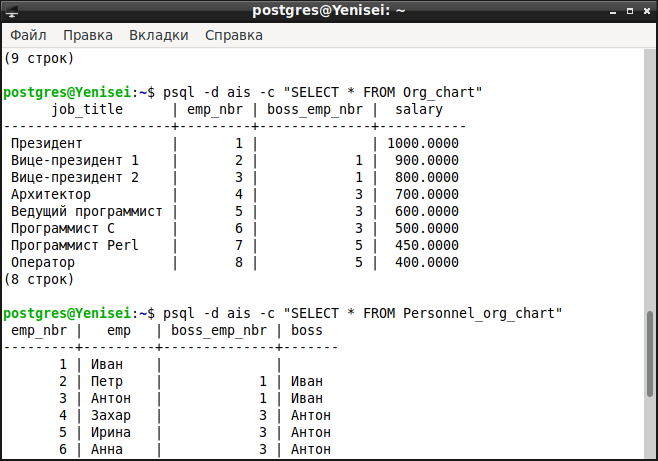 postgres@Yenisei: ~
Файл Правка Вкладки Справка
(9 строк)
postgres@Yenisei:~$ psql -d ais -c "SELECT * FROM Org_chart"
job_title | emp_nbr | boss_emp_nbr | salary
---------------------+---------+--------------+-----------
Президент | 1 | | 1000.0000
Вице-президент 1 | 2 | 1 | 900.0000
Вице-президент 2 | 3 | 1 | 800.0000
Архитектор | 4 | 3 | 700.0000
Ведущий программист | 5 | 3 | 600.0000
Программист C | 6 | 3 | 500.0000
Программист Perl | 7 | 5 | 450.0000
Оператор | 8 | 5 | 400.0000
(8 строк)
postgres@Yenisei:~$ psql -d ais -c "SELECT * FROM Personnel_org_chart"
emp_nbr | emp | boss_emp_nbr | boss
---------+---------+--------------+-------
1 | Иван | |
2 | Петр | 1 | Иван
3 | Антон | 1 | Иван
4 | Захар | 3 | Антон
5 | Ирина | 3 | Антон
6 | Анна | 3 | Антон